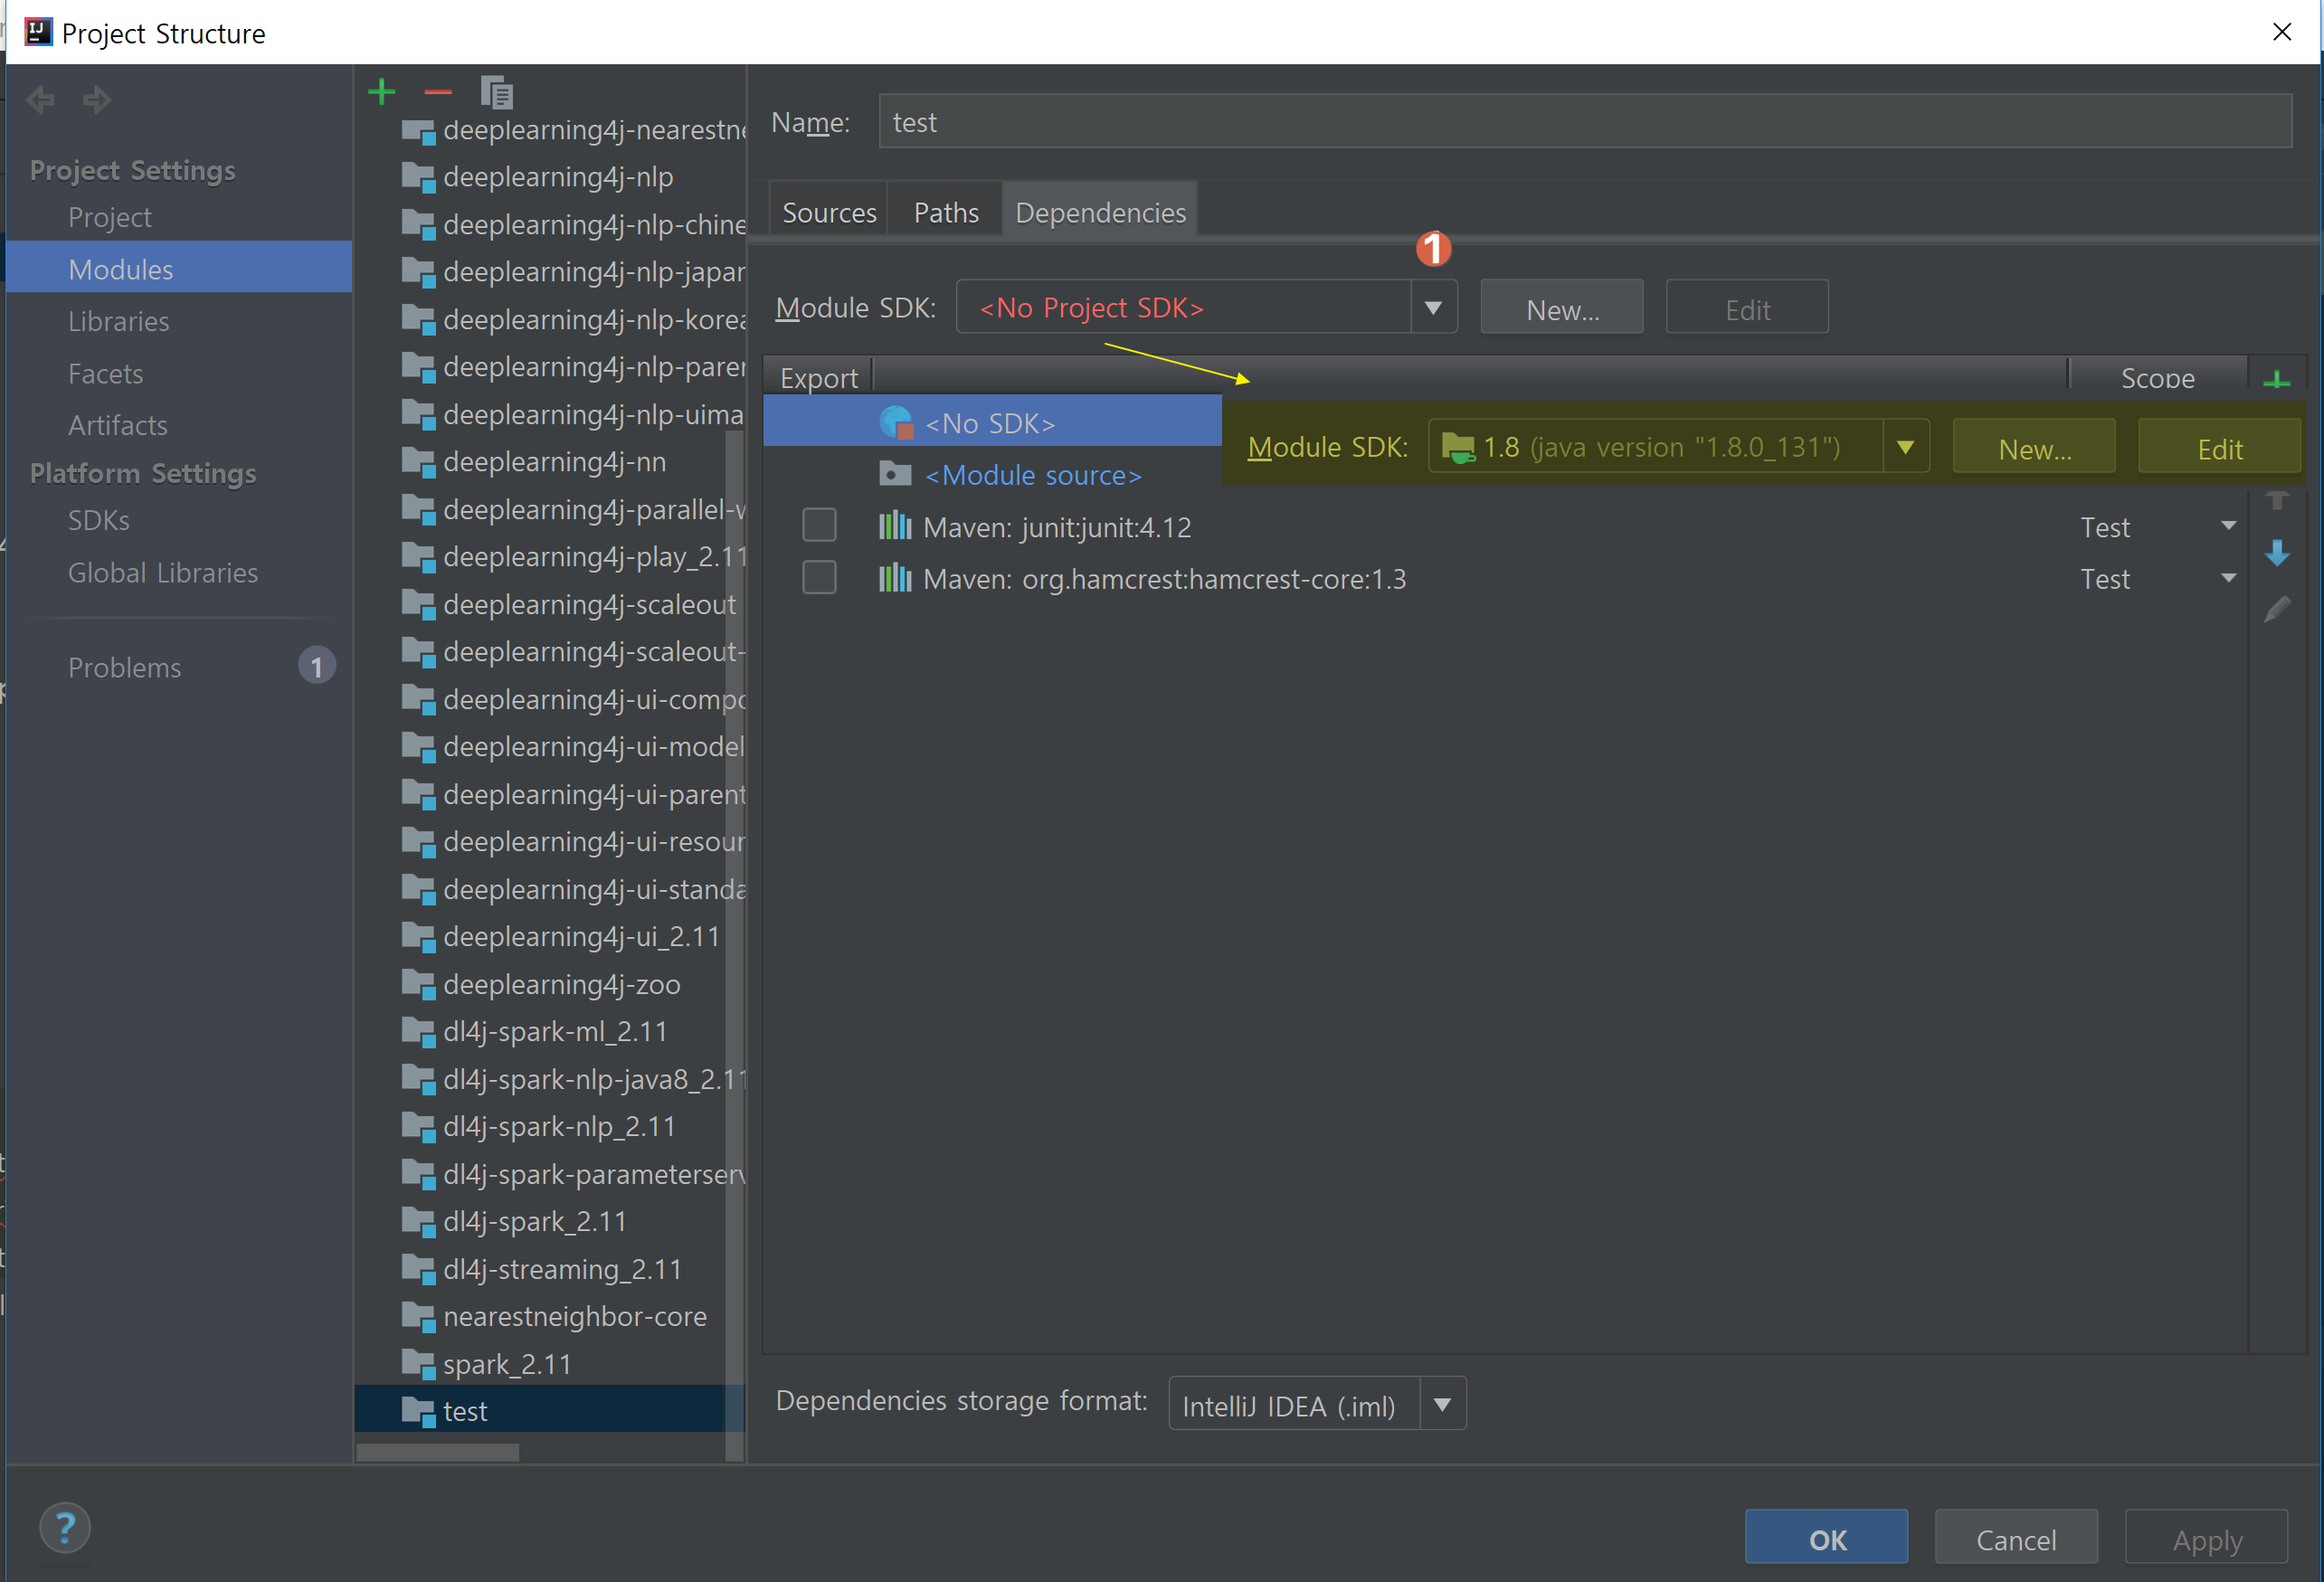 Project Structure
Project Settings
Project
Modules
Libraries
Facets
Artifacts
Platform Settings
SDKs
Global Libraries
Problems 1
deeplearning4j-nearestne
deeplearning4j-nlp
deeplearning4j-nlp-chine
deeplearning4j-nlp-japar
deeplearning4j-nlp-korea
deeplearning4j-nlp-parer
deeplearning4j-nlp-uima
deeplearning4j-nn
deeplearning4j-parallel-w
deeplearning4j-play_2.11
deeplearning4j-scaleout
deeplearning4j-scaleout-
deeplearning4j-ui-compo
deeplearning4j-ui-model
deeplearning4j-ui-parent
deeplearning4j-ui-resour
deeplearning4j-ui-standa
deeplearning4j-ui_2.11
deeplearning4j-zoo
dl4j-spark-ml_2.11
dl4j-spark-nlp-java8_2.11
dl4j-spark-nlp_2.11
dl4j-spark-parameterserv
dl4j-spark_2.11
dl4j-streaming_2.11
nearestneighbor-core
spark_2.11
test
Name: test
Sources Paths Dependencies
1
Module SDK: <No Project SDK> New... Edit
Export Scope
<No SDK>
Module SDK: 1.8 (java version "1.8.0_131") New... Edit
<Module source>
Maven: junit:junit:4.12 Test
Maven: org.hamcrest:hamcrest-core:1.3 Test
Dependencies storage format: IntelliJ IDEA (.iml)
? OK Cancel Apply